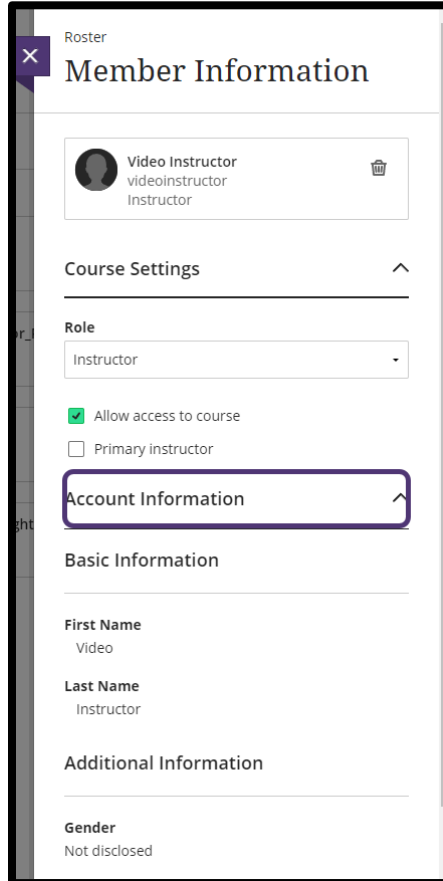 Roster
Member Information
Video Instructor
videoinstructor
Instructor
Course Settings
Role
Instructor
Allow access to course
Primary instructor
Account Information
Basic Information
First Name
Video
Last Name
Instructor
Additional Information
Gender
Not disclosed